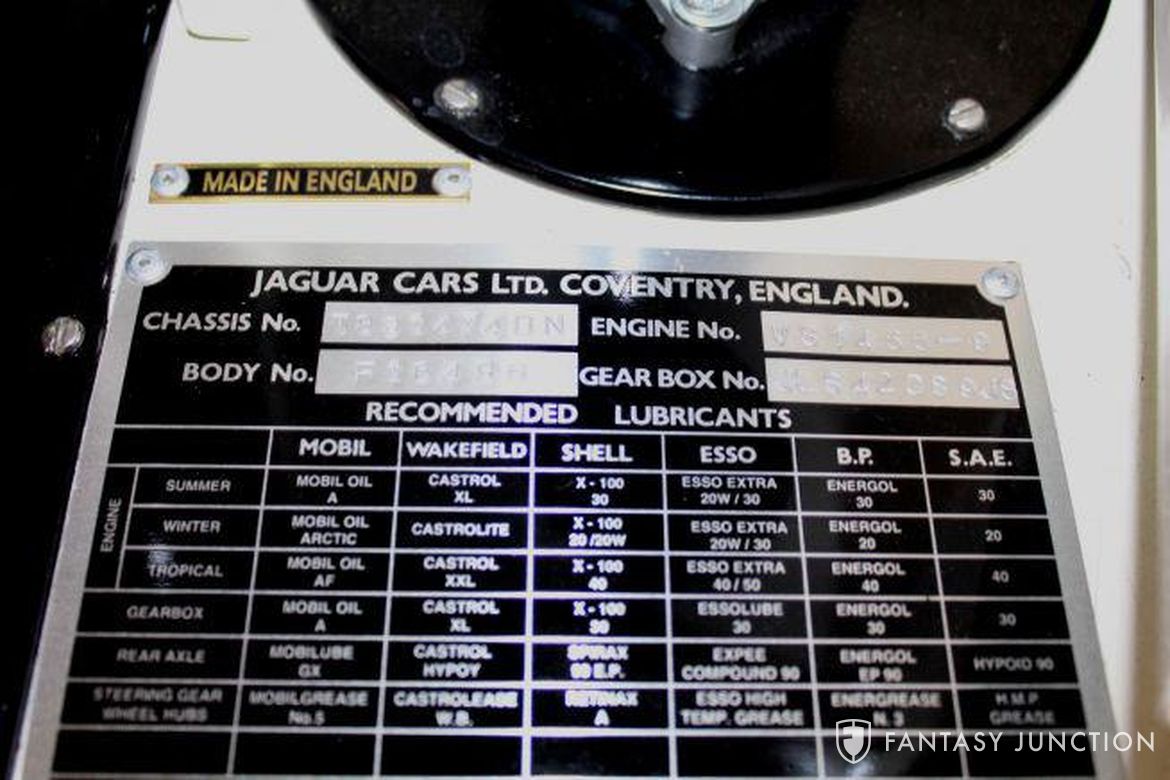 MADE IN ENGLAND
JAGUAR CARS LTD. COVENTRY, ENGLAND.
CHASSIS No. ENGINE No.
BODY No. GEAR BOX No.
RECOMMENDED LUBRICANTS
MOBIL WAKEFIELD SHELL ESSO B.P. S.A.E.
ENGINE
SUMMER MOBIL OIL A CASTROL XL X-100 30 ESSO EXTRA 20W/30 ENERGOL 30 30
WINTER MOBIL OIL ARCTIC CASTROLITE X-100 20/20W ESSO EXTRA 20W/30 ENERGOL 20 20
TROPICAL MOBIL OIL AF CASTROL XXL X-100 40 ESSO EXTRA 40/50 ENERGOL 40 40
GEARBOX MOBIL OIL A CASTROL XL X-100 30 ESSOLUBE 30 ENERGOL 30 30
REAR AXLE MOBILUBE GX CASTROL HYPOY SPIRAX 90 E.P. EXPEE COMPOUND 90 ENERGOL EP 90 HYPOID 90
STEERING GEAR WHEEL HUBS MOBILGREASE No.5 CASTROLEASE W.B. RETINAX A ESSO HIGH TEMP. GREASE ENERGREASE N. 3 H.M.P GREASE
FANTASY JUNCTION